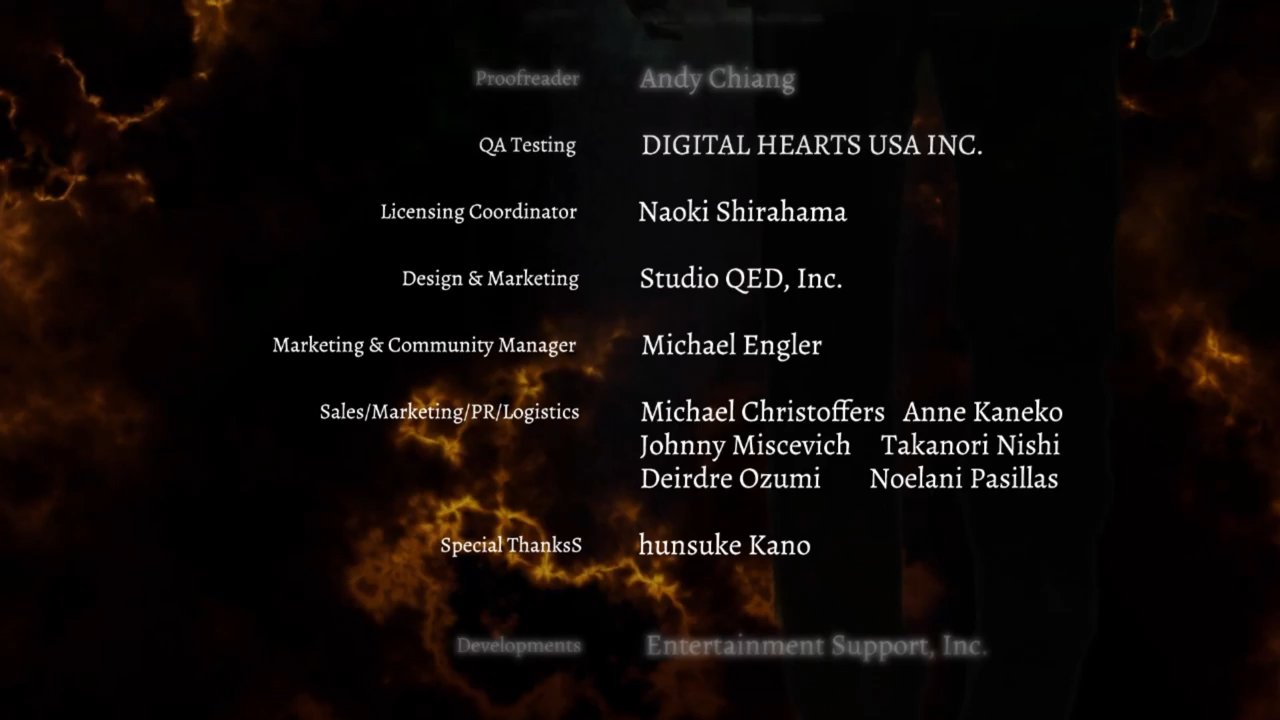 Proofreader Andy Chiang
QA Testing DIGITAL HEARTS USA INC.
Licensing Coordinator Naoki Shirahama
Design & Marketing Studio QED, Inc.
Marketing & Community Manager Michael Engler
Sales/Marketing/PR/Logistics Michael Christoffers Anne Kaneko
Johnny Miscevich Takanori Nishi
Deirdre Ozumi Noelani Pasillas
Special ThanksS hunsuke Kano
Developments Entertainment Support, Inc.